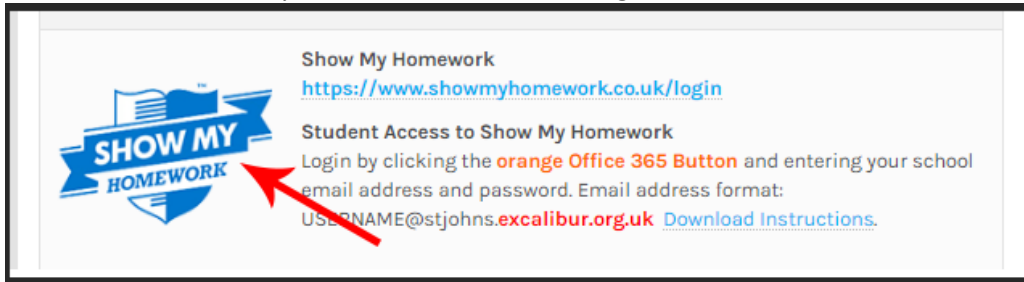 Show My Homework
https://www.showmyhomework.co.uk/login
SHOW MY
HOMEWORK
Student Access to Show My Homework
Login by clicking the orange Office 365 Button and entering your school
email address and password. Email address format:
USERNAME@stjohns.excalibur.org.uk Download Instructions.